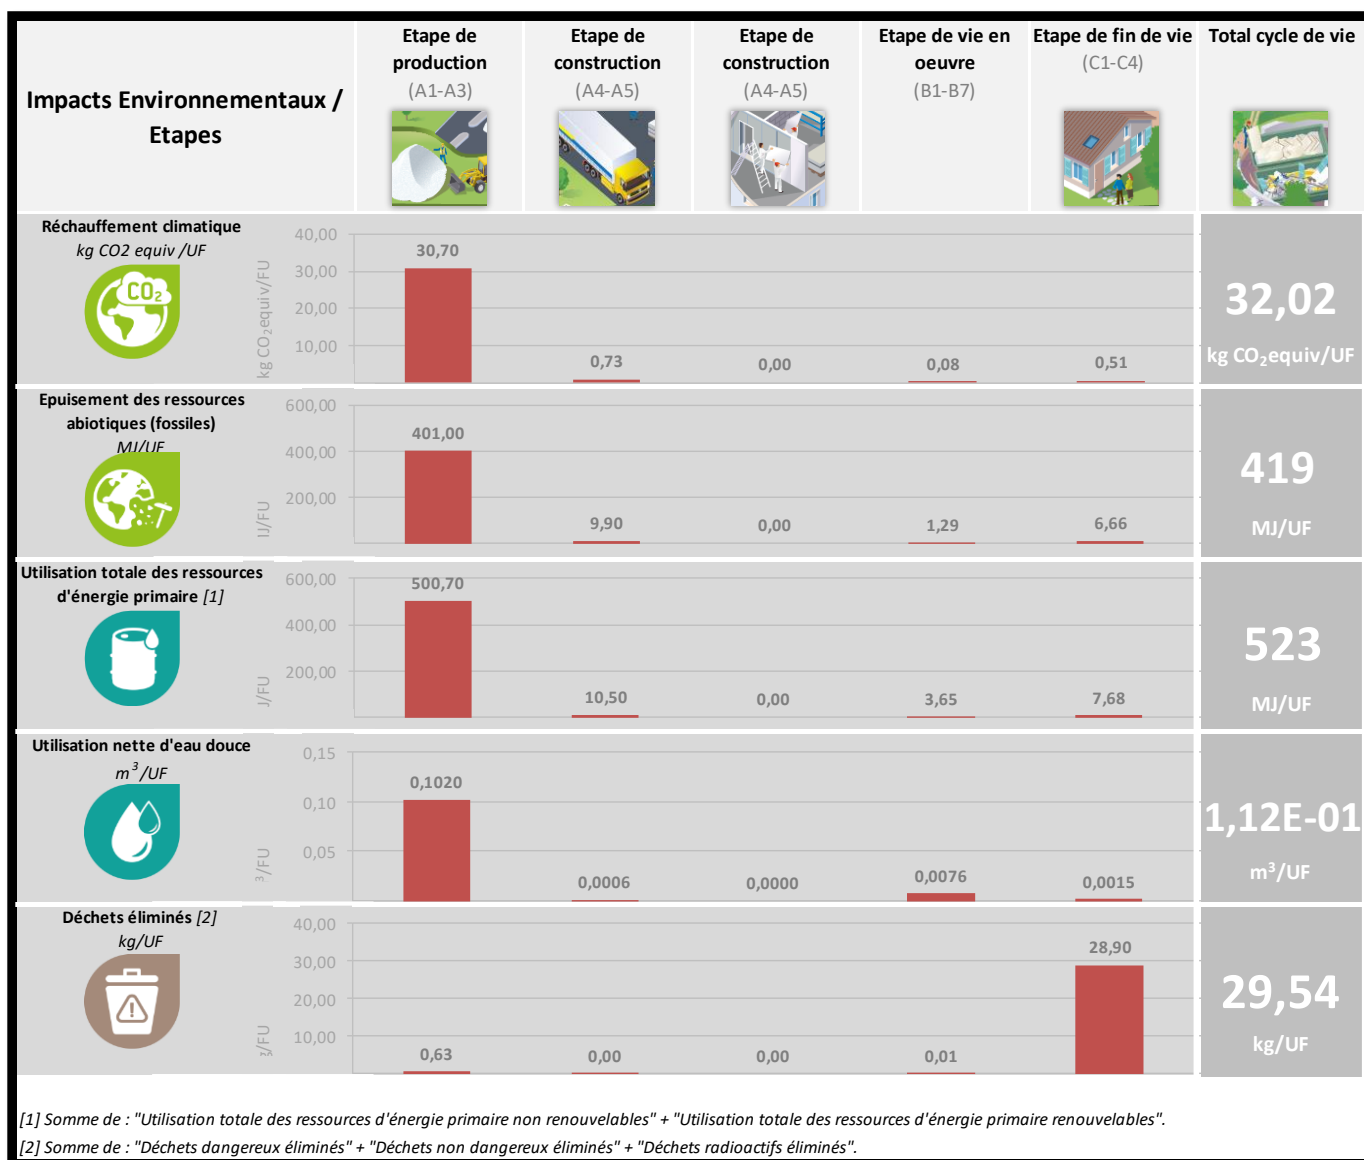 Impacts Environnementaux /
Etapes
Etape de
production
(A1-A3)
Etape de
construction
(A4-A5)
Etape de
construction
(A4-A5)
Etape de vie en
oeuvre
(B1-B7)
Etape de fin de vie
(C1-C4)
Total cycle de vie
Réchauffement climatique
kg CO2 equiv /UF
CO2
kg CO2equiv/FU
40,00
30,00
20,00
10,00
30,70
0,73
0,00
0,08
0,51
32,02
kg CO2equiv/UF
Epuisement des ressources
abiotiques (fossiles)
MJ/UF
600,00
400,00
200,00
401,00
9,90
0,00
1,29
6,66
419
MJ/UF
Utilisation totale des ressources
d'énergie primaire [1]
J/FU
600,00
400,00
200,00
500,70
10,50
0,00
3,65
7,68
523
MJ/UF
Utilisation nette d'eau douce
m3/UF
3/FU
0,15
0,10
0,05
0,1020
0,0006
0,0000
0,0076
0,0015
1,12E-01
m3/UF
Déchets éliminés [2]
kg/UF
40,00
30,00
20,00
10,00
0,63
0,00
0,00
0,01
28,90
29,54
kg/UF
[1] Somme de : "Utilisation totale des ressources d'énergie primaire non renouvelables" + "Utilisation totale des ressources d'énergie primaire renouvelables".
[2] Somme de : "Déchets dangereux éliminés" + "Déchets non dangereux éliminés" + "Déchets radioactifs éliminés".